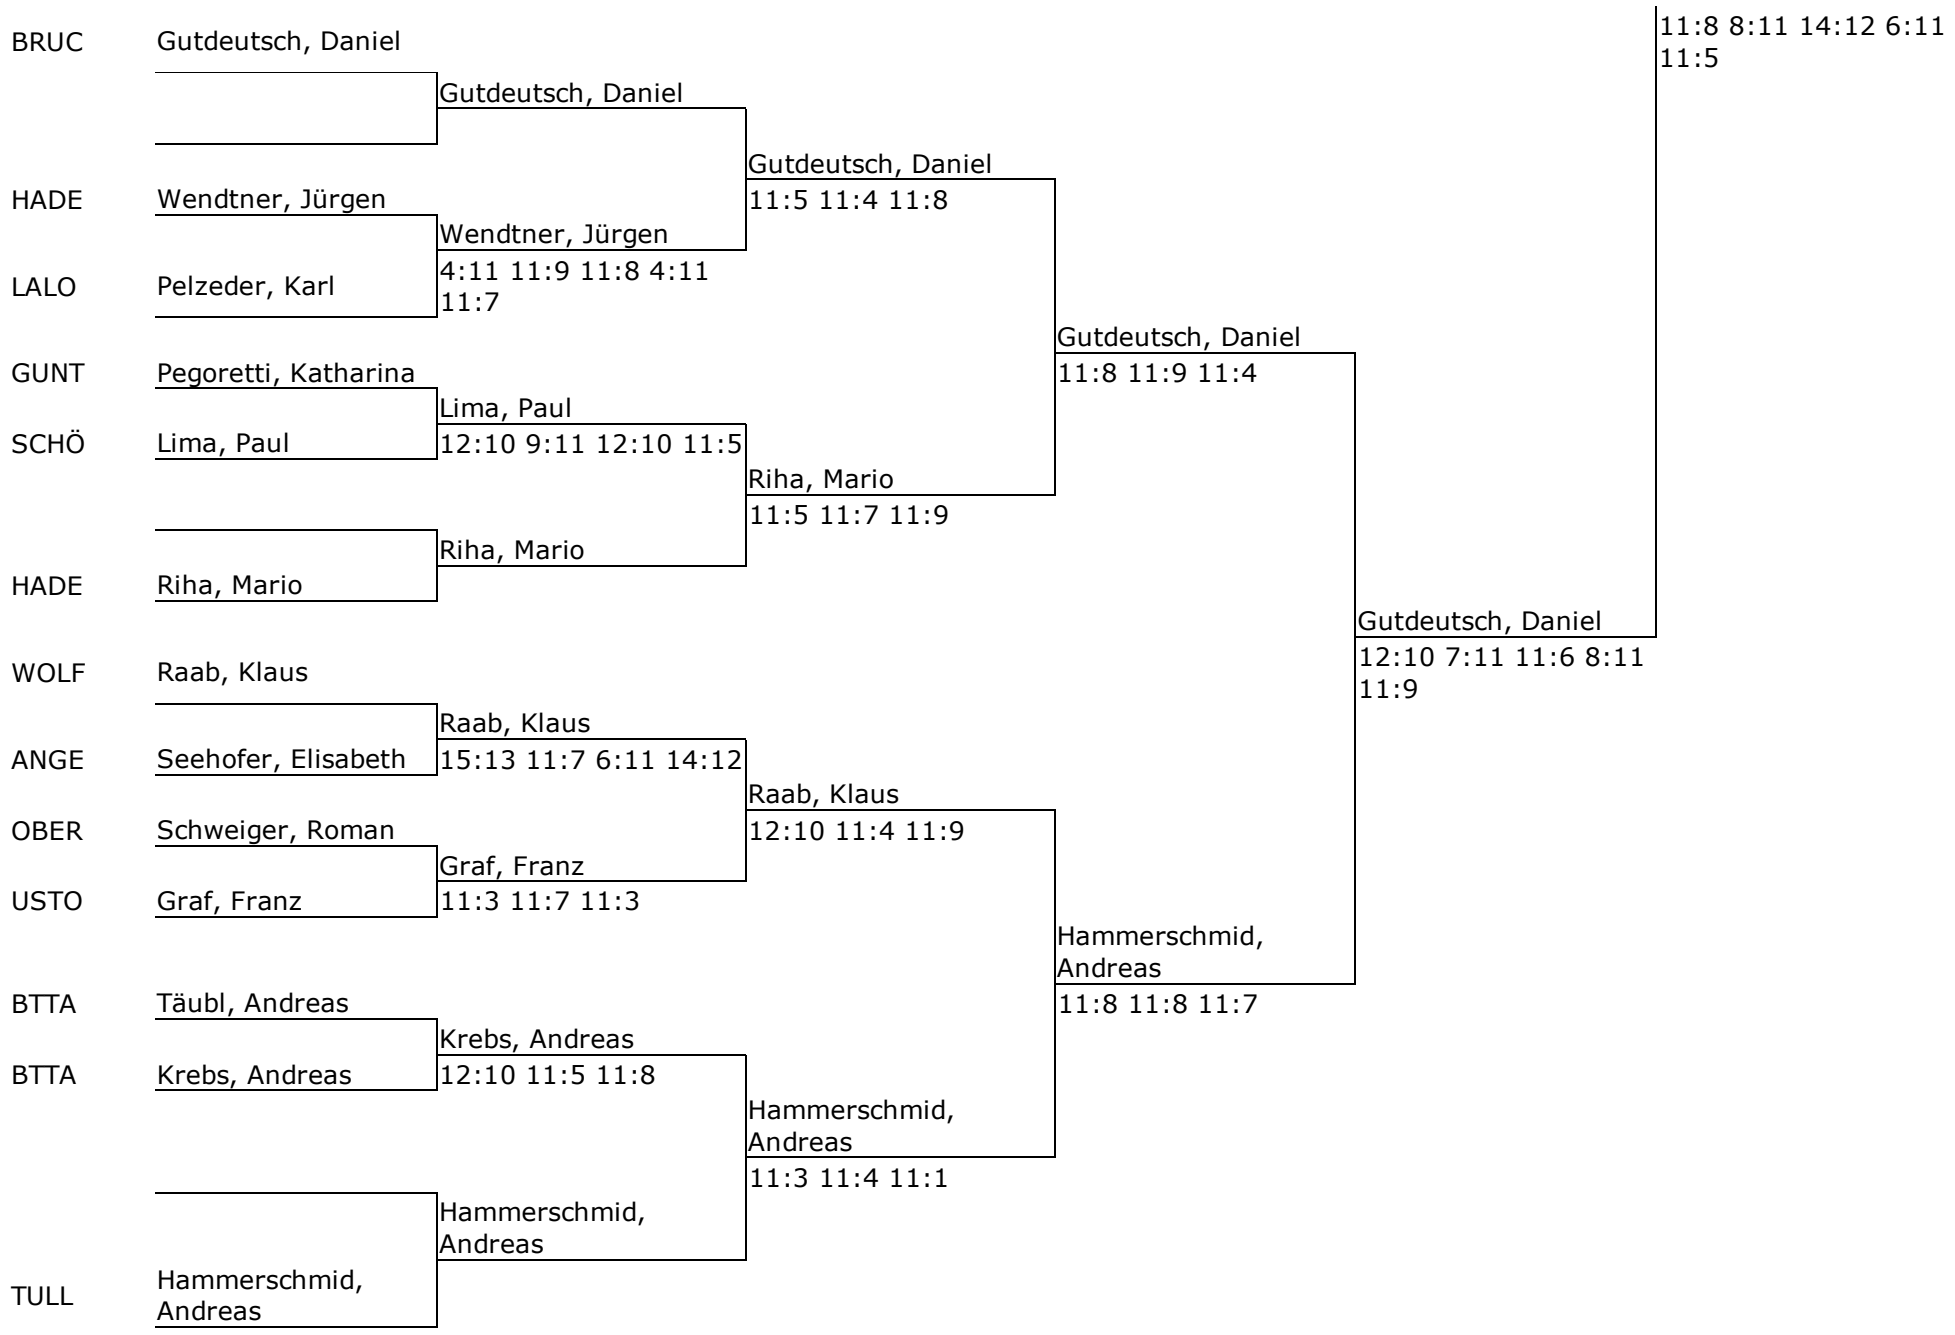 11:8 8:11 14:12 6:11
11:5
BRUC Gutdeutsch, Daniel
Gutdeutsch, Daniel
Gutdeutsch, Daniel
HADE Wendtner, Jürgen 11:5 11:4 11:8
Wendtner, Jürgen
4:11 11:9 11:8 4:11
LALO Pelzeder, Karl
11:7
Gutdeutsch, Daniel
GUNT Pegoretti, Katharina 11:8 11:9 11:4
Lima, Paul
SCHÖ Lima, Paul 12:10 9:11 12:10 11:5
Riha, Mario
11:5 11:7 11:9
Riha, Mario
HADE Riha, Mario
Gutdeutsch, Daniel
12:10 7:11 11:6 8:11
WOLF Raab, Klaus
11:9
Raab, Klaus
ANGE Seehofer, Elisabeth 15:13 11:7 6:11 14:12
Raab, Klaus
OBER Schweiger, Roman 12:10 11:4 11:9
Graf, Franz
USTO Graf, Franz 11:3 11:7 11:3
Hammerschmid,
Andreas
BTTA Täubl, Andreas 11:8 11:8 11:7
Krebs, Andreas
BTTA Krebs, Andreas 12:10 11:5 11:8
Hammerschmid,
Andreas
11:3 11:4 11:1
Hammerschmid,
Andreas
TULL Hammerschmid,
Andreas